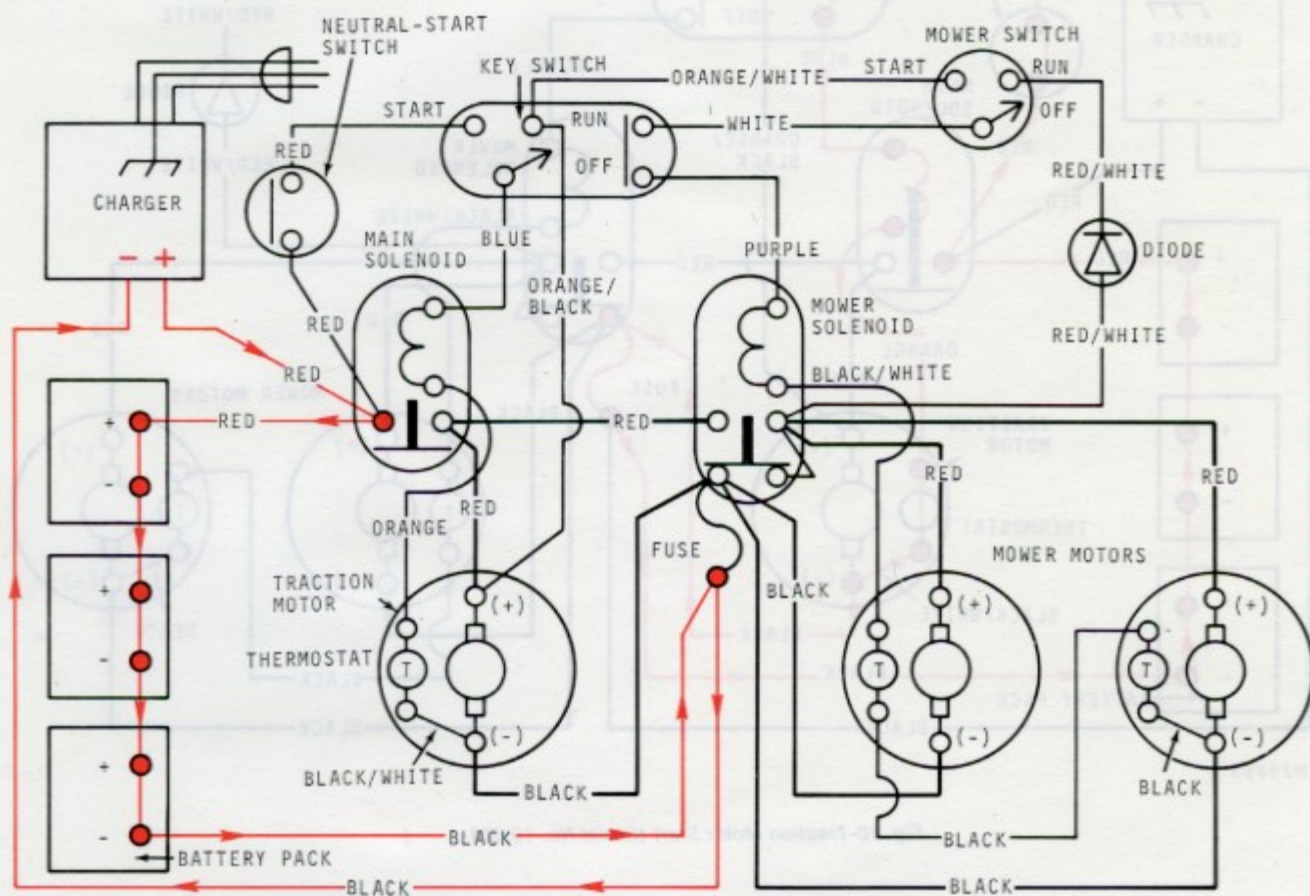 NEUTRAL-START
SWITCH
KEY SWITCH
MOWER SWITCH
START
RUN
OFF
ORANGE/WHITE
START
RUN
OFF
WHITE
RED
CHARGER
- +
BLUE
MAIN
SOLENOID
ORANGE/
BLACK
PURPLE
MOWER
SOLENOID
RED/WHITE
DIODE
RED/WHITE
RED
RED
RED
BLACK/WHITE
RED
+
-
+
-
+
-
ORANGE
RED
FUSE
RED
RED
TRACTION
MOTOR
THERMOSTAT
T
(+)
(-)
BLACK/WHITE
BLACK
BLACK
MOWER MOTORS
T
(+)
(-)
T
(+)
(-)
BLACK
BLACK
BLACK
BATTERY PACK
BLACK
BLACK